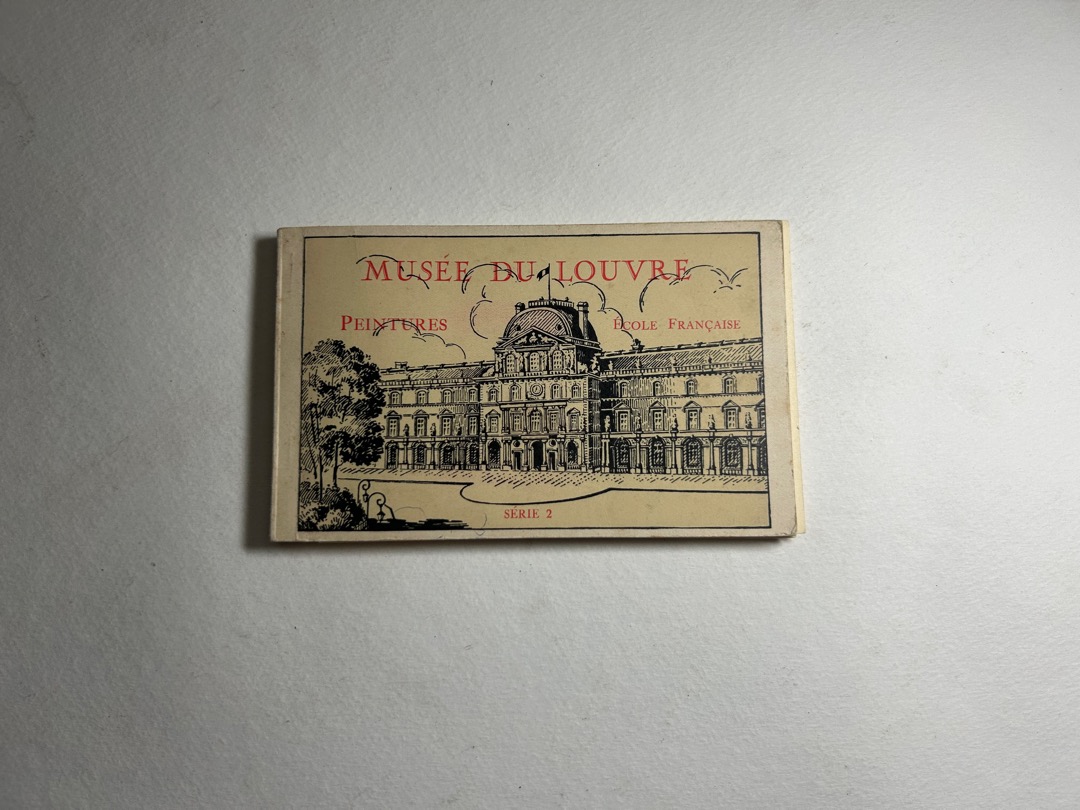 MUSÉE DU LOUVRE
PEINTURES ÉCOLE FRANÇAISE
SÉRIE 2